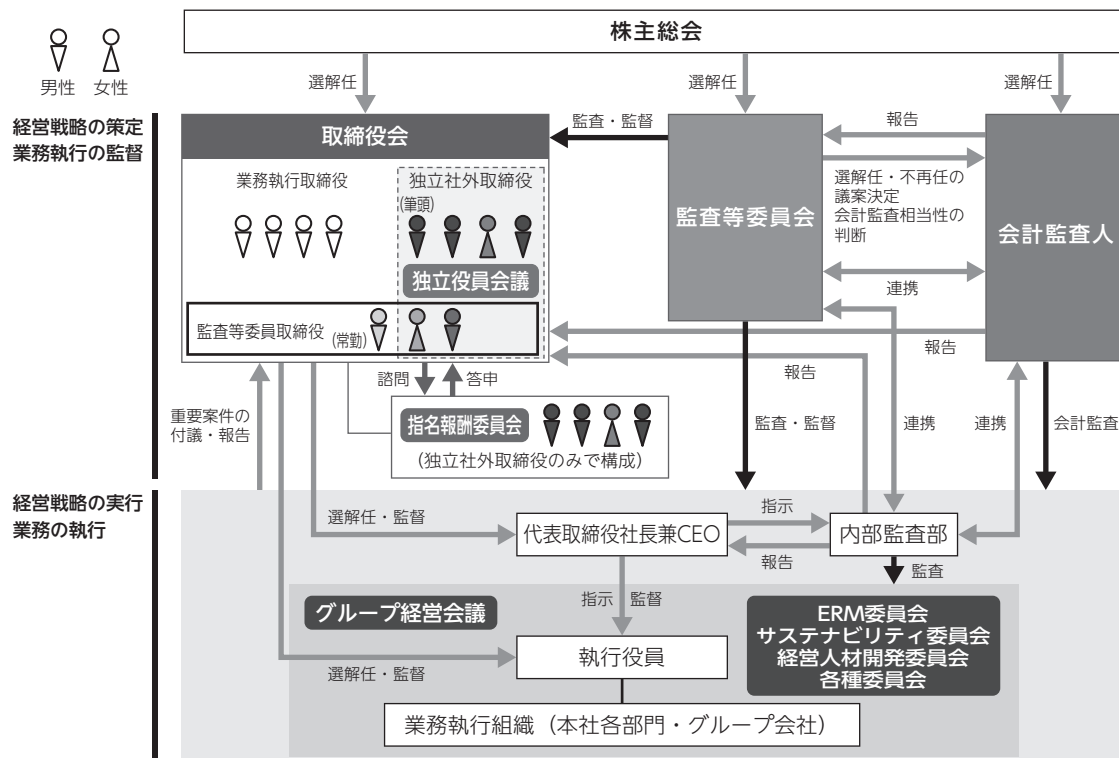 株主総会
男性 女性
選解任
選解任
選解任
経営戦略の策定
業務執行の監督
取締役会
監査・監督
報告
業務執行取締役
独立社外取締役
(筆頭)
監査等委員会
選解任・不再任の
議案決定
会計監査相当性の
判断
会計監査人
独立役員会議
連携
監査等委員取締役 (常勤)
報告
諮問 答申
報告
重要案件の
付議・報告
指名報酬委員会
(独立社外取締役のみで構成)
監査・監督
連携
連携
会計監査
経営戦略の実行
業務の執行
選解任・監督
代表取締役社長兼CEO
指示
内部監査部
報告
監査
指示 監督
グループ経営会議
ERM委員会
サステナビリティ委員会
経営人材開発委員会
各種委員会
執行役員
選解任・監督
業務執行組織(本社各部門・グループ会社)